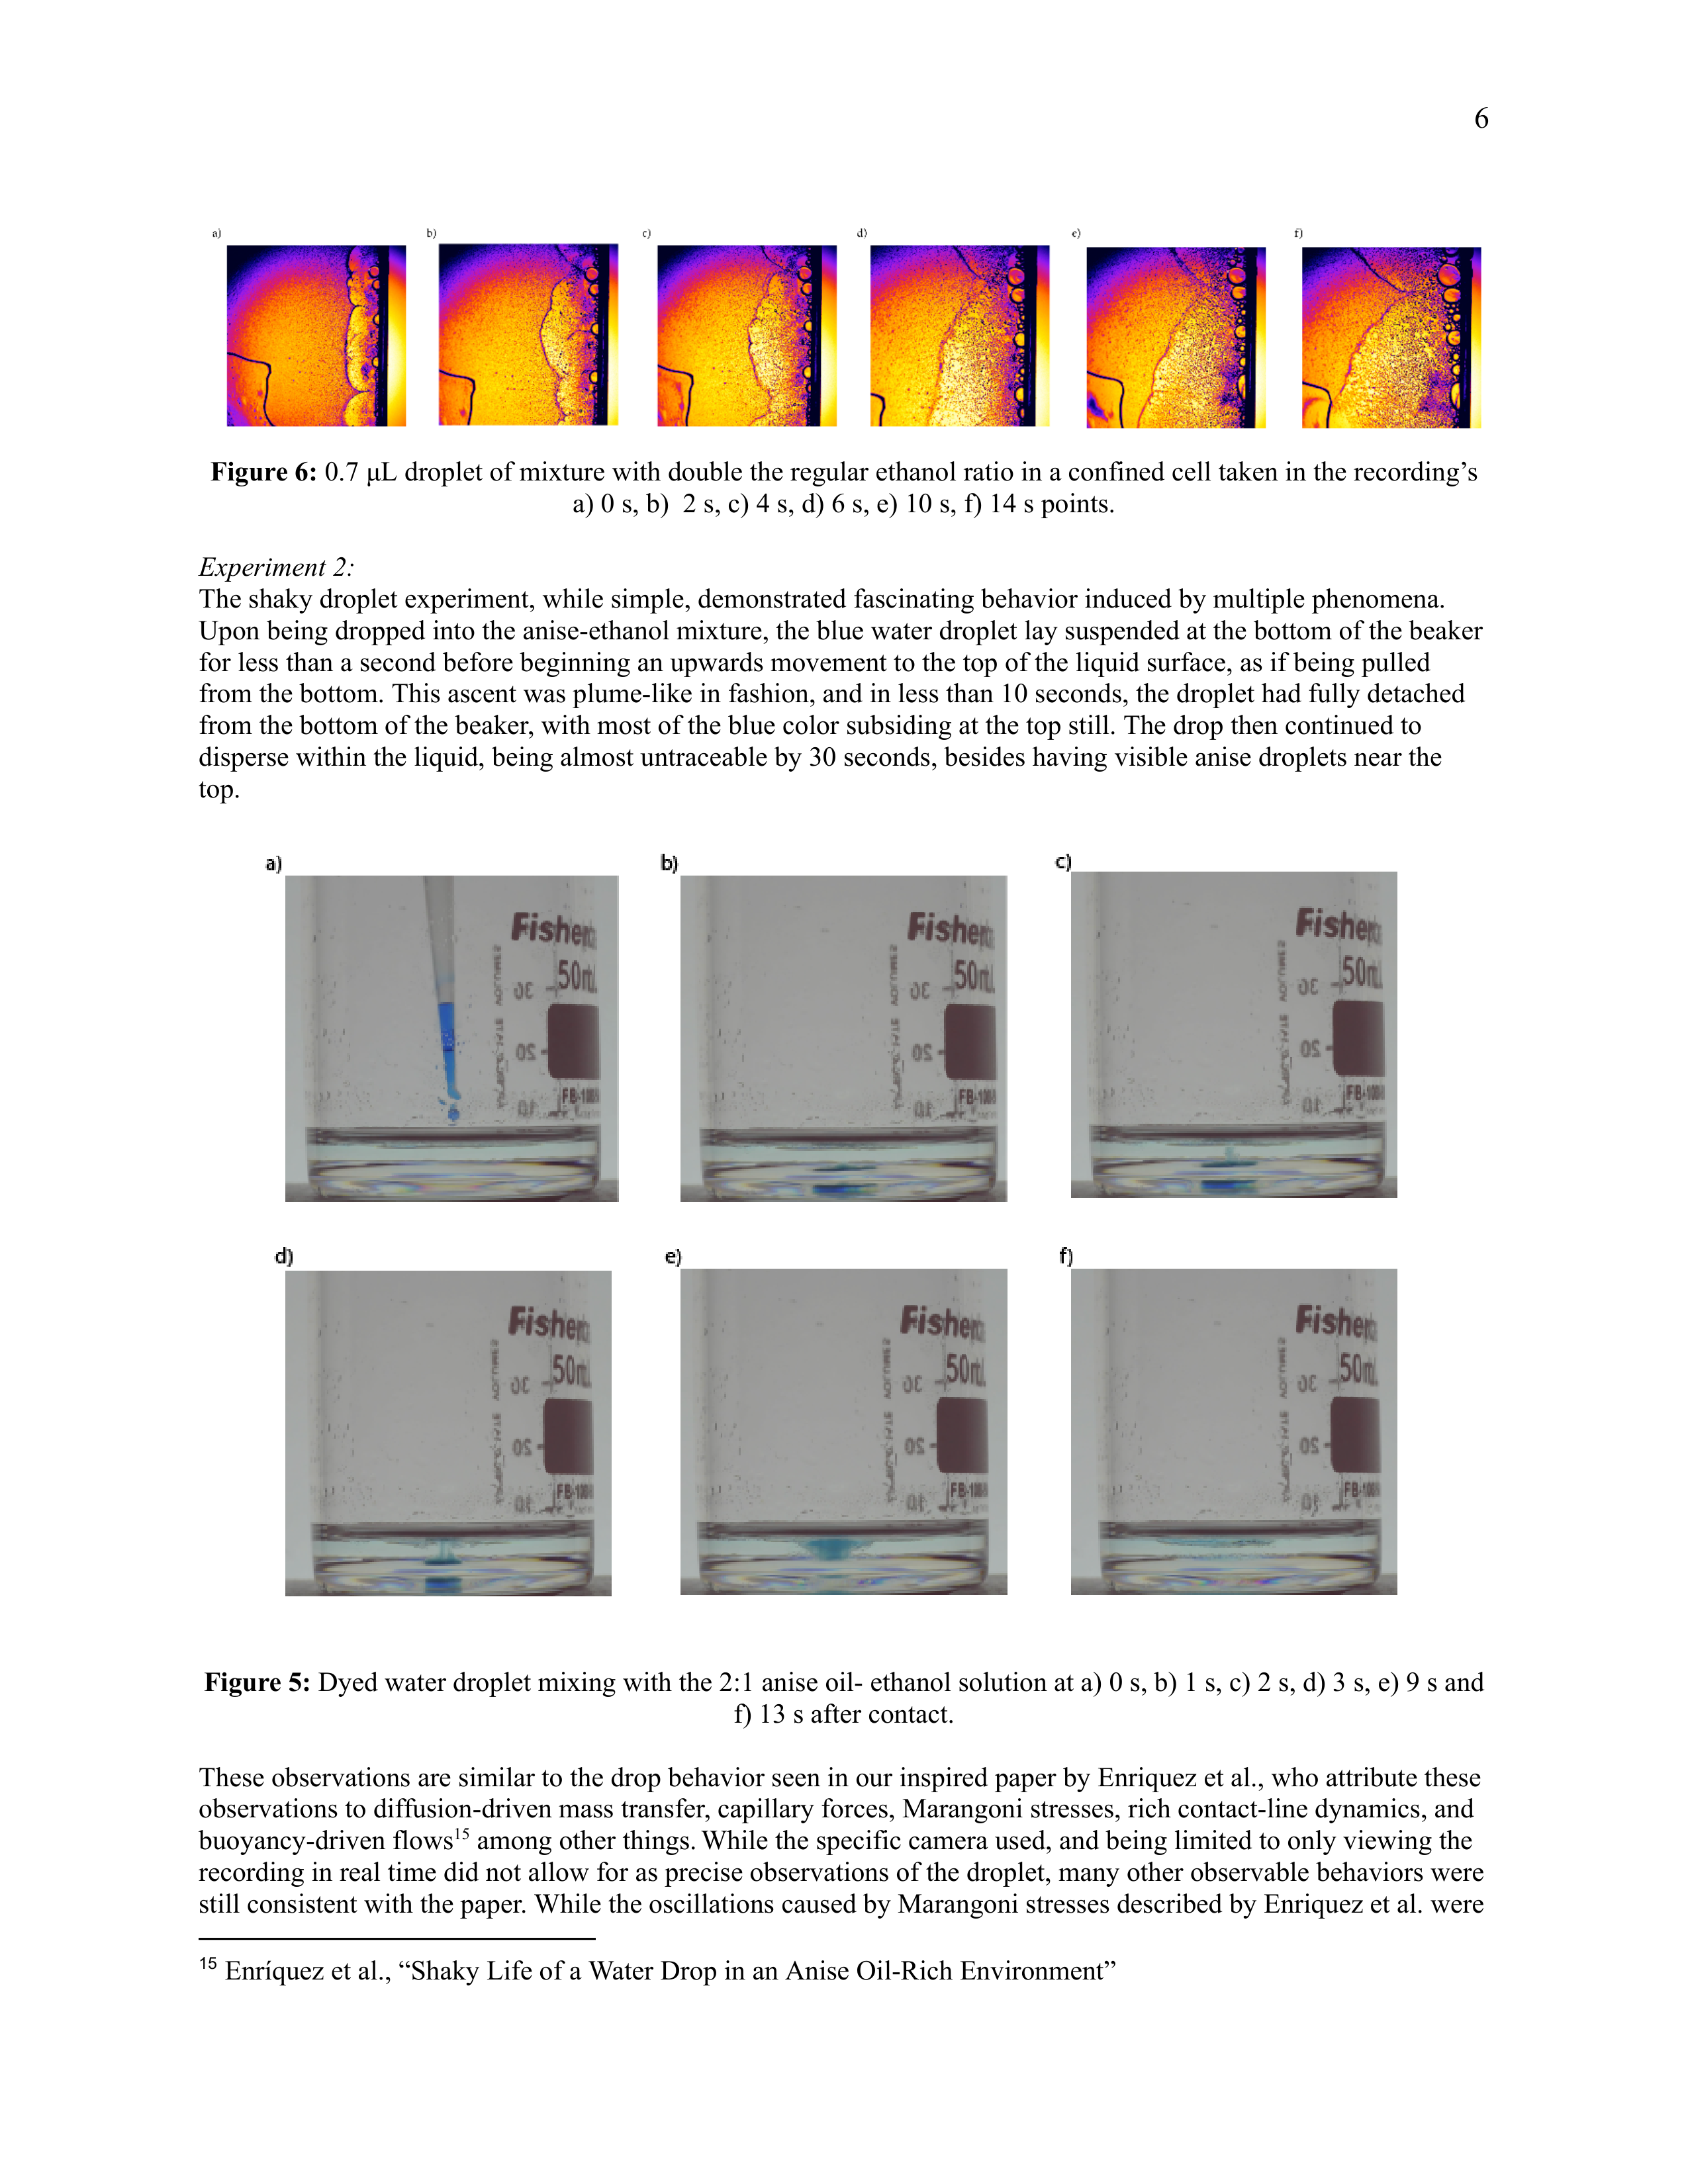 6
a) b) c) d) e) f)
Figure 6: 0.7 μL droplet of mixture with double the regular ethanol ratio in a confined cell taken in the recording’s
a) 0 s, b)  2 s, c) 4 s, d) 6 s, e) 10 s, f) 14 s points.
Experiment 2:
The shaky droplet experiment, while simple, demonstrated fascinating behavior induced by multiple phenomena.
Upon being dropped into the anise-ethanol mixture, the blue water droplet lay suspended at the bottom of the beaker
for less than a second before beginning an upwards movement to the top of the liquid surface, as if being pulled
from the bottom. This ascent was plume-like in fashion, and in less than 10 seconds, the droplet had fully detached
from the bottom of the beaker, with most of the blue color subsiding at the top still. The drop then continued to
disperse within the liquid, being almost untraceable by 30 seconds, besides having visible anise droplets near the
top.
a) b) c)
Fisher Fisher Fisher
50mL 50mL 50mL
30 30 30
20 20 20
10 FB-100 10 FB-100 10 FB-100
d) e) f)
Fisher Fisher Fisher
50mL 50mL 50mL
30 30 30
20 20 20
10 FB-100 10 FB-100 10 FB-100
Figure 5: Dyed water droplet mixing with the 2:1 anise oil- ethanol solution at a) 0 s, b) 1 s, c) 2 s, d) 3 s, e) 9 s and
f) 13 s after contact.
These observations are similar to the drop behavior seen in our inspired paper by Enriquez et al., who attribute these
observations to diffusion-driven mass transfer, capillary forces, Marangoni stresses, rich contact-line dynamics, and
buoyancy-driven flows15 among other things. While the specific camera used, and being limited to only viewing the
recording in real time did not allow for as precise observations of the droplet, many other observable behaviors were
still consistent with the paper. While the oscillations caused by Marangoni stresses described by Enriquez et al. were
15 Enríquez et al., “Shaky Life of a Water Drop in an Anise Oil-Rich Environment”